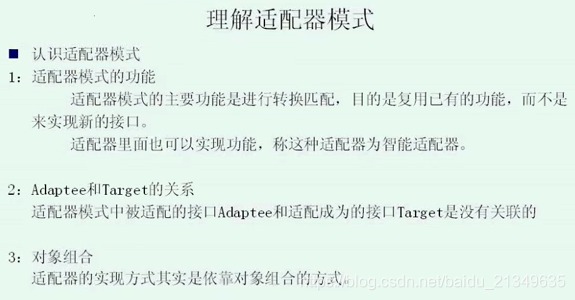 理解适配器模式
■ 认识适配器模式
1：适配器模式的功能
适配器模式的主要功能是进行转换匹配，目的是复用已有的功能，而不是
来实现新的接口。
适配器里面也可以实现功能，称这种适配器为智能适配器。
2：Adaptee和Target的关系
适配器模式中被适配的接口Adaptee和适配成为的接口Target是没有关联的
3：对象组合
适配器的实现方式其实是依靠对象组合的方式。
https://blog.csdn.net/baidu_21349635